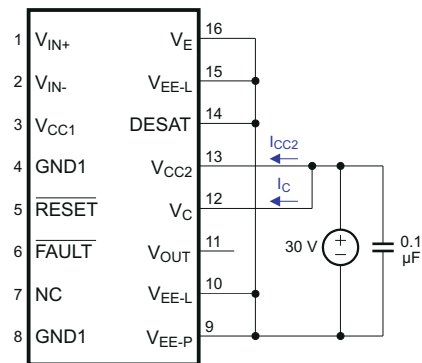 1 V_IN+ V_E 16
2 V_IN- V_EE-L 15
3 V_CC1 DESAT 14
4 GND1 V_CC2 13 I_CC2
5 RESET V_C 12 I_C
6 FAULT V_OUT 11
7 NC V_EE-L 10
8 GND1 V_EE-P 9
30 V + −
0.1
µF